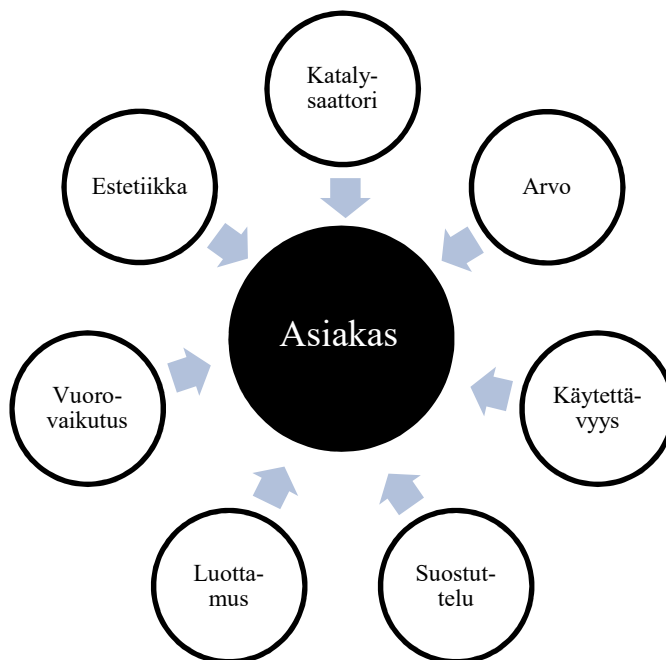 Kataly-
saattori
Estetiikka
Arvo
Asiakas
Vuoro-
vaikutus
Käytettä-
vyys
Luotta-
mus
Suostut-
telu